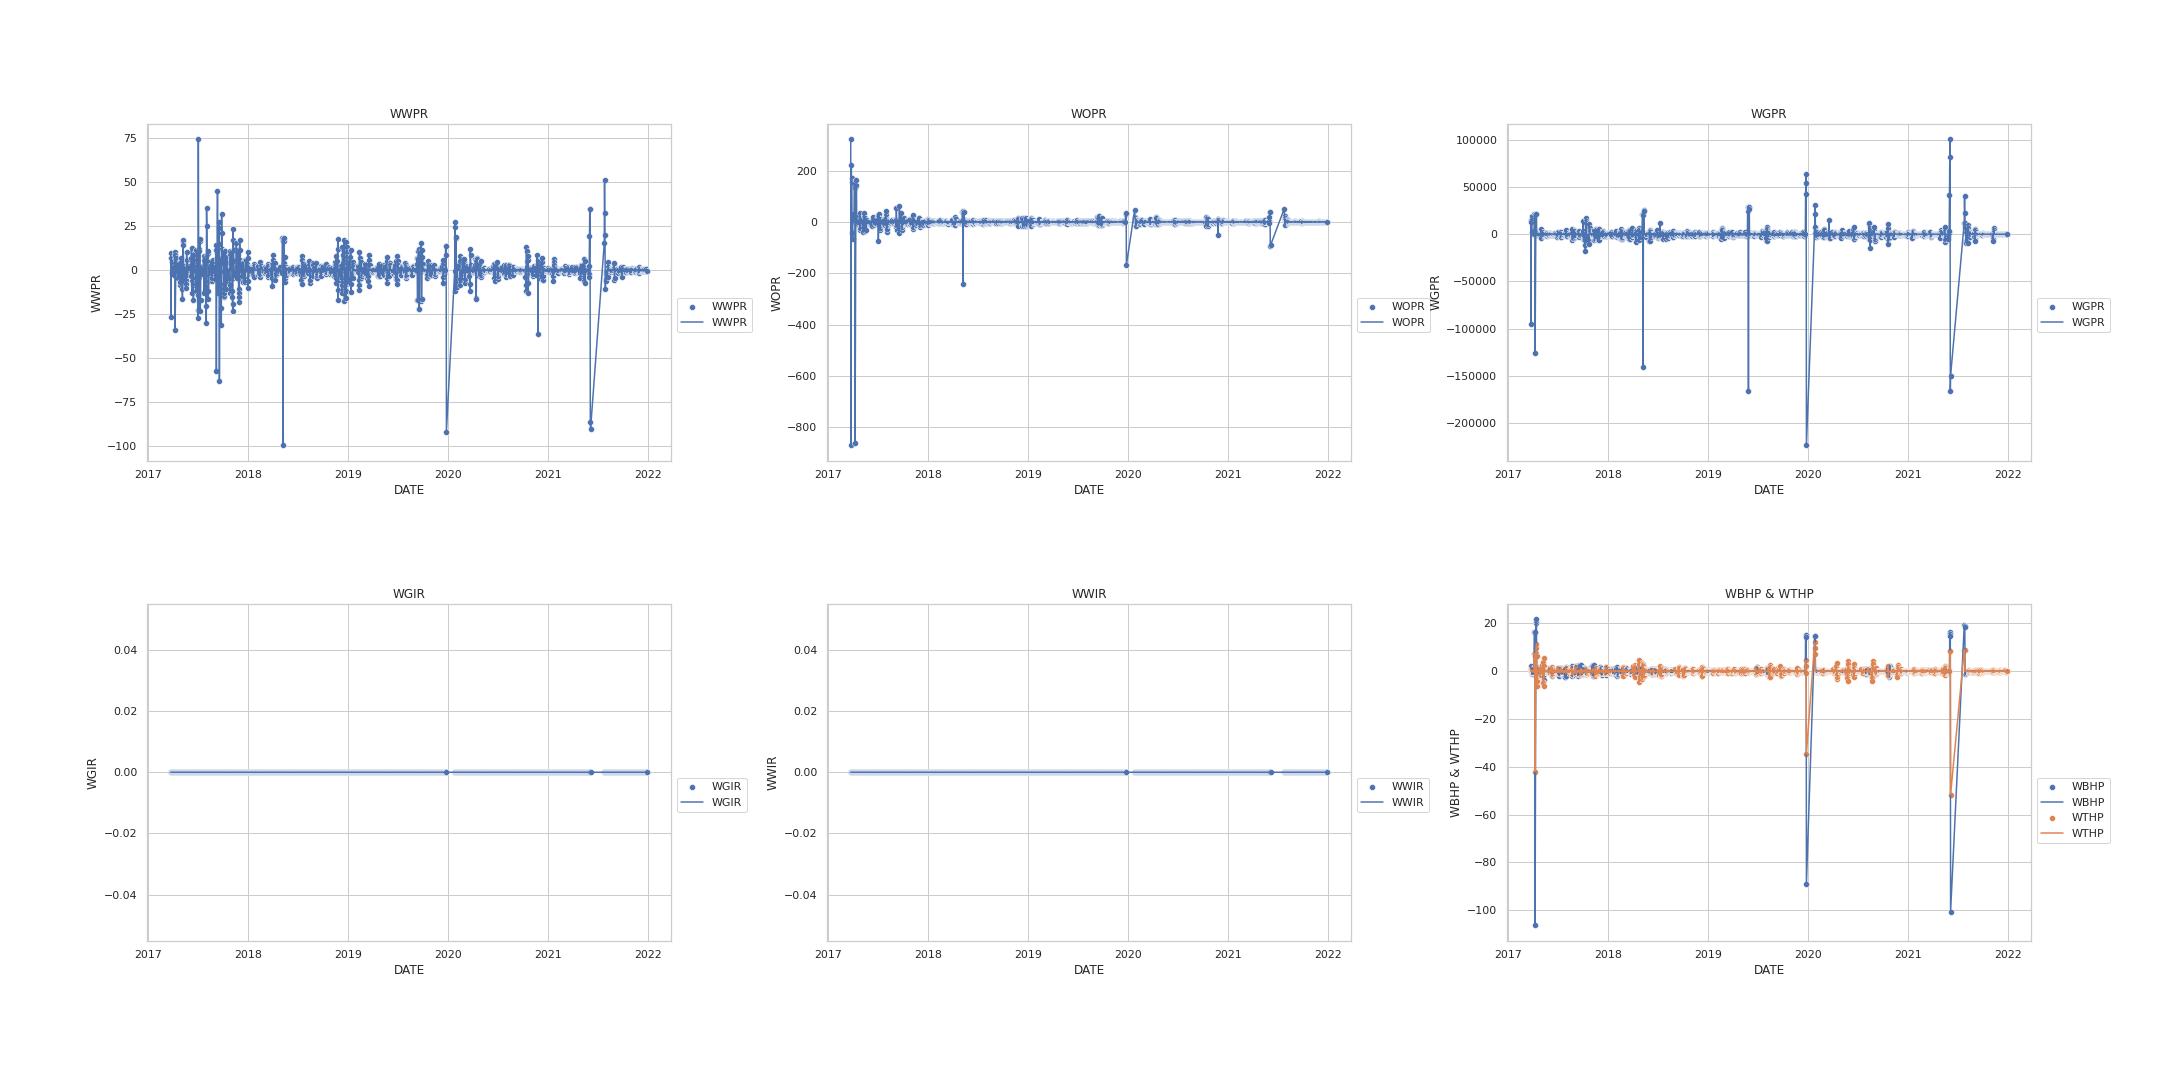 WWPR
75
50
25
0
−25
−50
−75
−100
WWPR
2017 2018 2019 2020 2021 2022
DATE
WWPR
WWPR
WOPR
200
0
−200
−400
−600
−800
WOPR
2017 2018 2019 2020 2021 2022
DATE
WOPR
WOPR
WGPR
100000
50000
0
−50000
−100000
−150000
−200000
WGPR
2017 2018 2019 2020 2021 2022
DATE
WGPR
WGPR
WGIR
0.04
0.02
0.00
−0.02
−0.04
WGIR
2017 2018 2019 2020 2021 2022
DATE
WGIR
WGIR
WWIR
0.04
0.02
0.00
−0.02
−0.04
WWIR
2017 2018 2019 2020 2021 2022
DATE
WWIR
WWIR
WBHP & WTHP
20
0
−20
−40
−60
−80
−100
WBHP & WTHP
2017 2018 2019 2020 2021 2022
DATE
WBHP
WBHP
WTHP
WTHP